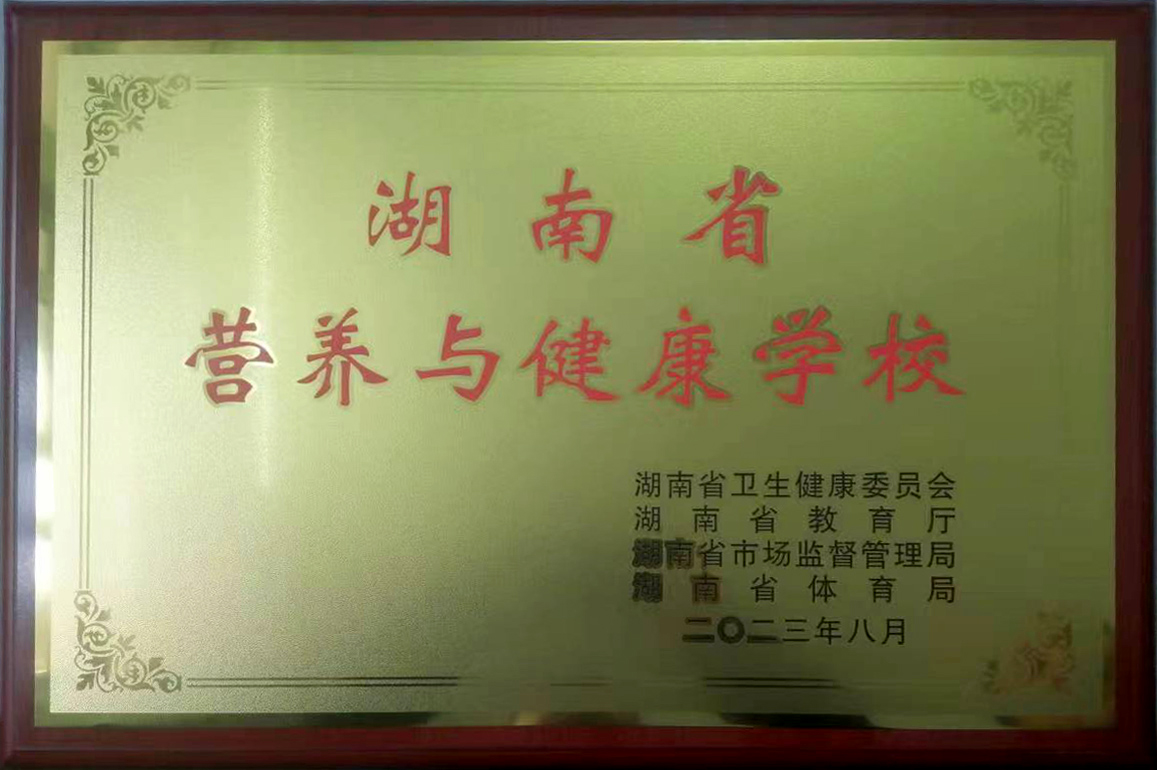 湖南省
营养与健康学校
湖南省卫生健康委员会
湖南省教育厅
湖南省市场监督管理局
湖南省体育局
二〇二三年八月